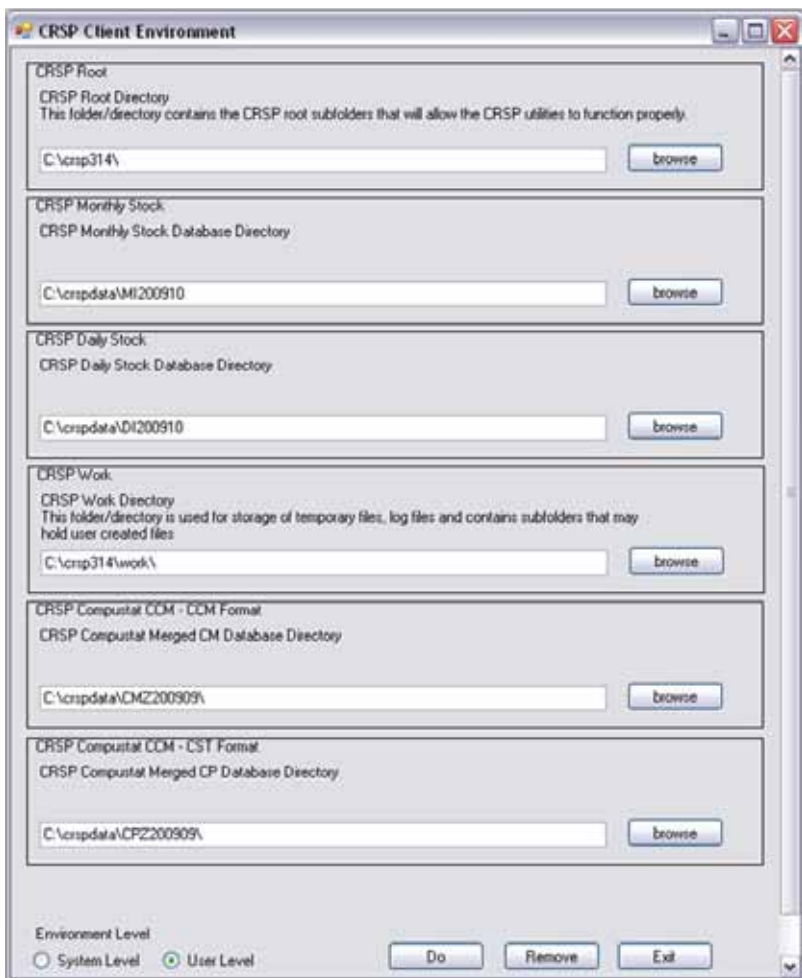 CRSP Client Environment
CRSP Root
CRSP Root Directory
This folder/directory contains the CRSP root subfolders that will allow the CRSP utilities to function properly.
C:\crsp314\
browse
CRSP Monthly Stock
CRSP Monthly Stock Database Directory
C:\crspdata\MI200910
browse
CRSP Daily Stock
CRSP Daily Stock Database Directory
C:\crspdata\DI200910
browse
CRSP Work
CRSP Work Directory
This folder/directory is used for storage of temporary files, log files and contains subfolders that may
hold user created files
C:\crsp314\work\
browse
CRSP Compustat CCM - CCM Format
CRSP Compustat Merged CM Database Directory
C:\crspdata\CMZ200909\
browse
CRSP Compustat CCM - CST Format
CRSP Compustat Merged CP Database Directory
C:\crspdata\CPZ200909\
browse
Environment Level
System Level User Level Do Remove Exit